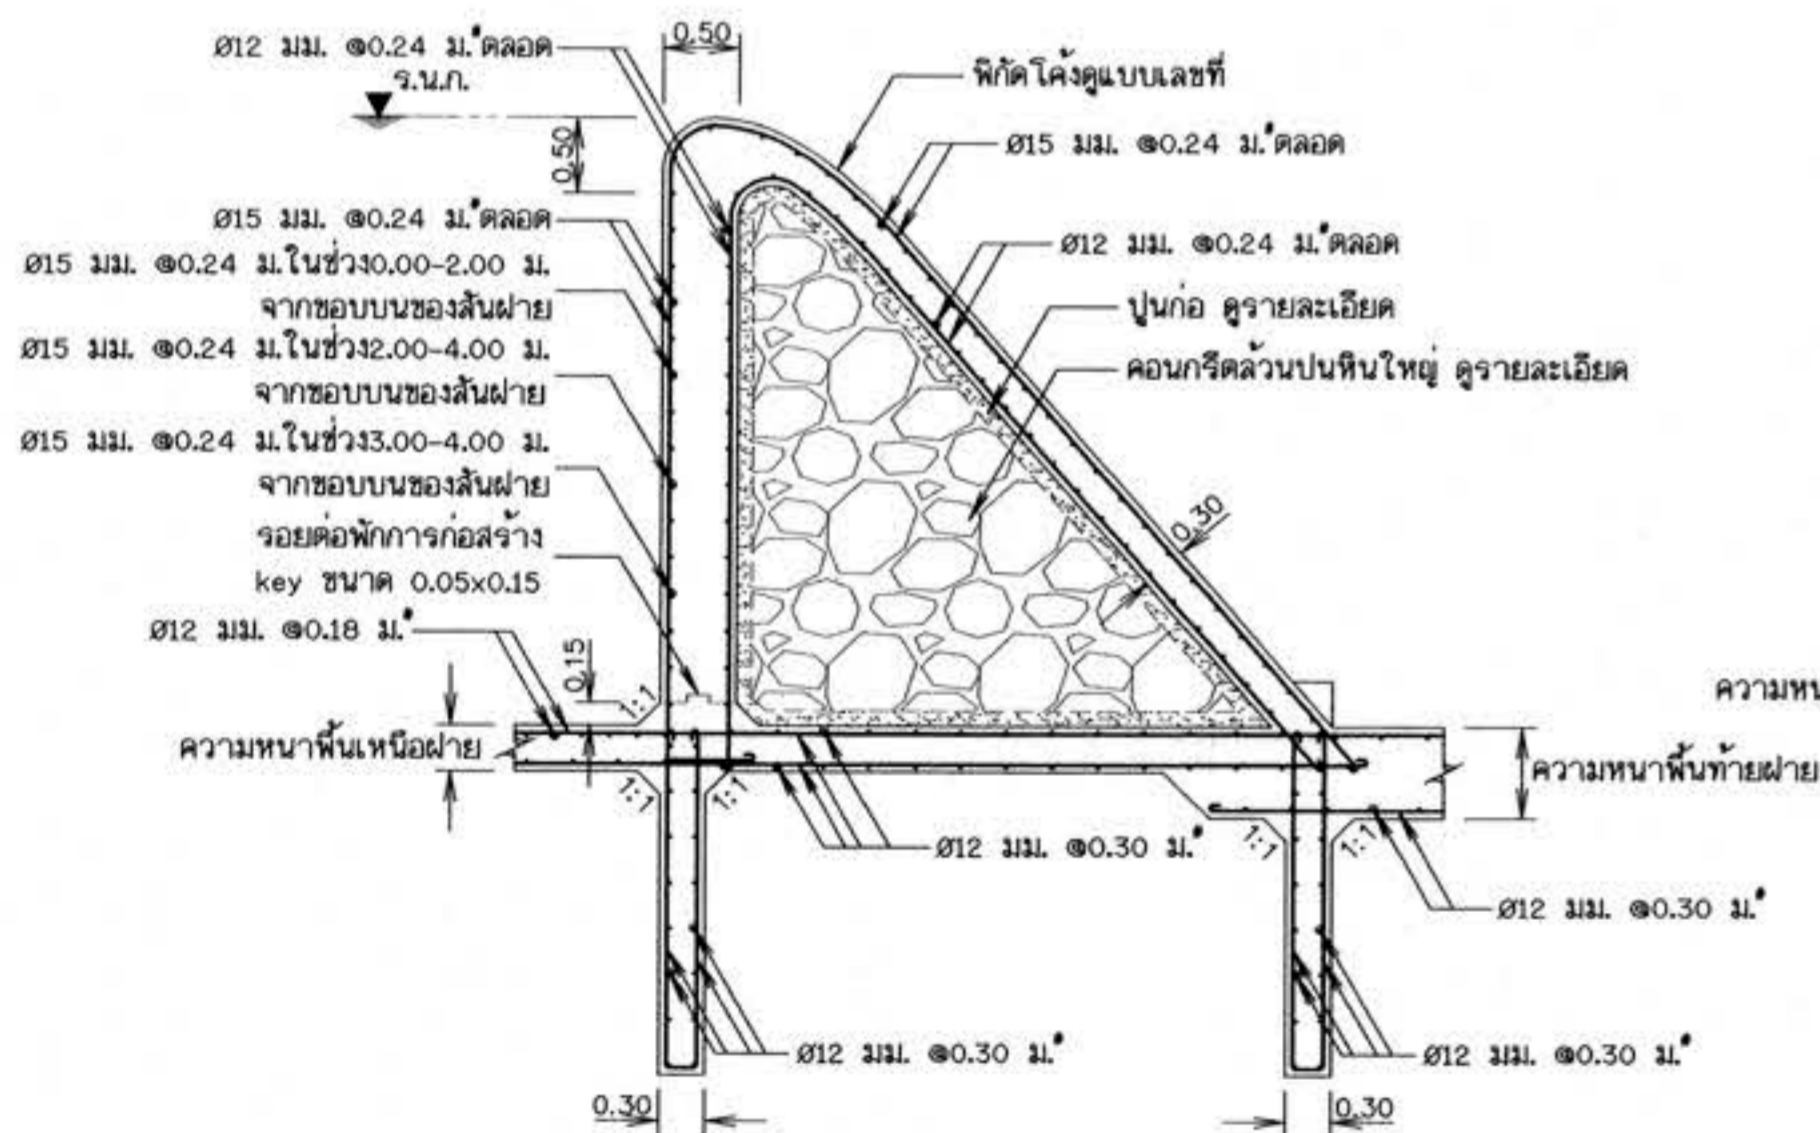 0.50
Ø12 มม. @0.24 ม.# ตลอด
ร.น.ก.
พิกัดโค้งดูแบบเลขที่
0.50
Ø15 มม. @0.24 ม.# ตลอด
Ø15 มม. @0.24 ม.# ตลอด
Ø12 มม. @0.24 ม.# ตลอด
Ø15 มม. @0.24 ม.ในช่วง0.00-2.00 ม.
จากขอบบนของสันฝาย
ปูนก่อ ดูรายละเอียด
Ø15 มม. @0.24 ม.ในช่วง2.00-4.00 ม.
จากขอบบนของสันฝาย
คอนกรีตล้วนปนหินใหญ่ ดูรายละเอียด
Ø15 มม. @0.24 ม.ในช่วง3.00-4.00 ม.
จากขอบบนของสันฝาย
0.30
รอยต่อพักการก่อสร้าง
key ขนาด 0.05x0.15
Ø12 มม. @0.18 ม.#
0.15
1:1
ความหน
ความหนาพื้นเหนือฝาย
ความหนาพื้นท้ายฝาย
1:1
1:1
Ø12 มม. @0.30 ม.#
1:1
1:1
Ø12 มม. @0.30 ม.#
Ø12 มม. @0.30 ม.#
Ø12 มม. @0.30 ม.#
0.30
0.30